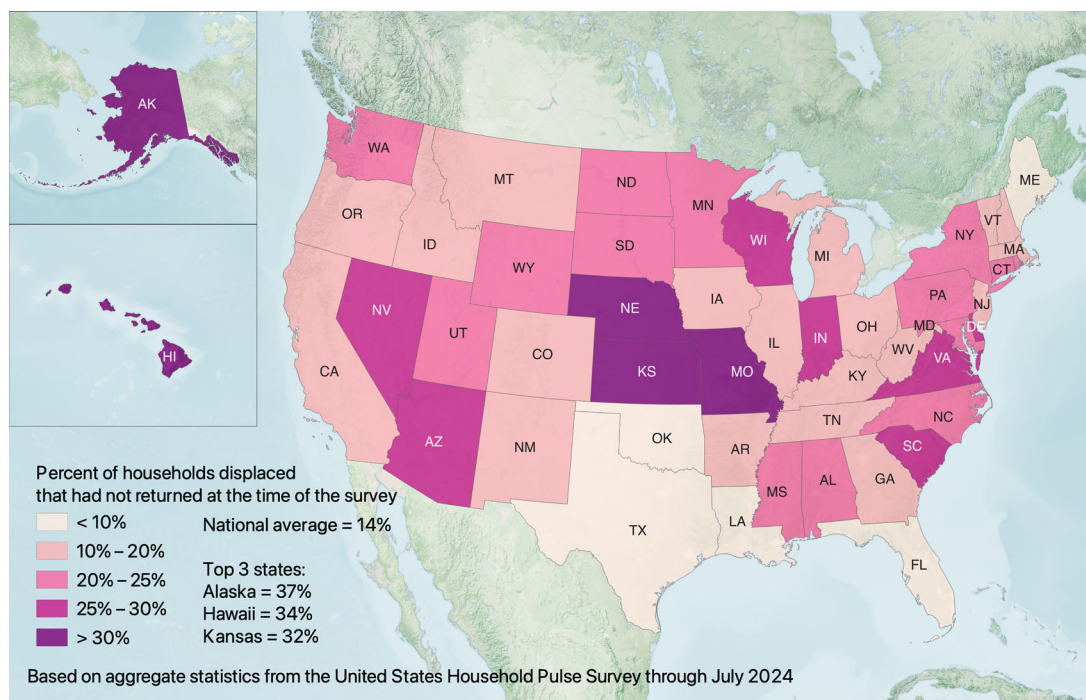 AK
HI
WA
OR
CA
ID
NV
MT
WY
UT
AZ
CO
NM
ND
SD
NE
KS
OK
TX
MN
IA
MO
AR
LA
WI
IL
MS
MI
IN
KY
TN
AL
OH
WV
GA
FL
SC
NC
VA
MD
DE
PA
NJ
NY
CT
MA
VT
ME
Percent of households displaced
that had not returned at the time of the survey
< 10%
10% – 20%
20% – 25%
25% – 30%
> 30%
National average = 14%
Top 3 states:
Alaska = 37%
Hawaii = 34%
Kansas = 32%
Based on aggregate statistics from the United States Household Pulse Survey through July 2024